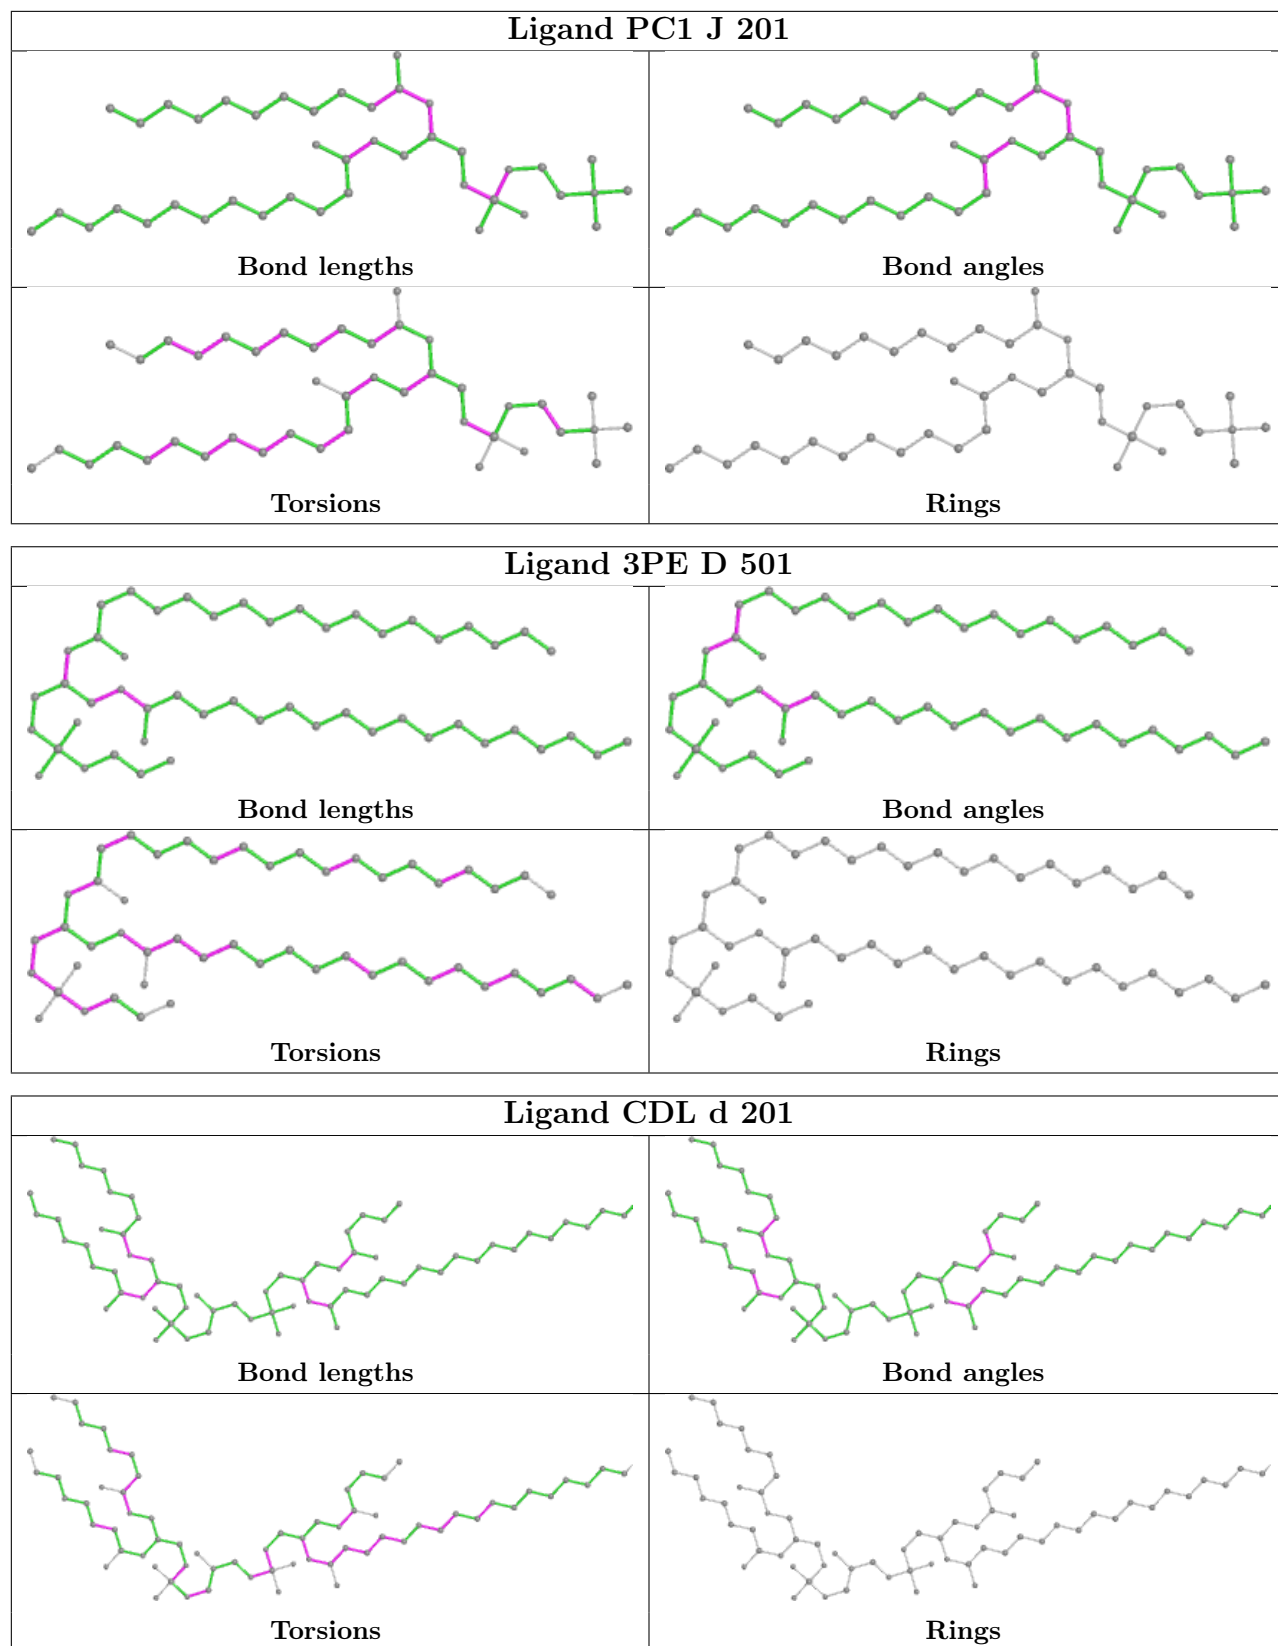 Ligand PC1 J 201
Bond lengths
Bond angles
Torsions
Rings
Ligand 3PE D 501
Bond lengths
Bond angles
Torsions
Rings
Ligand CDL d 201
Bond lengths
Bond angles
Torsions
Rings